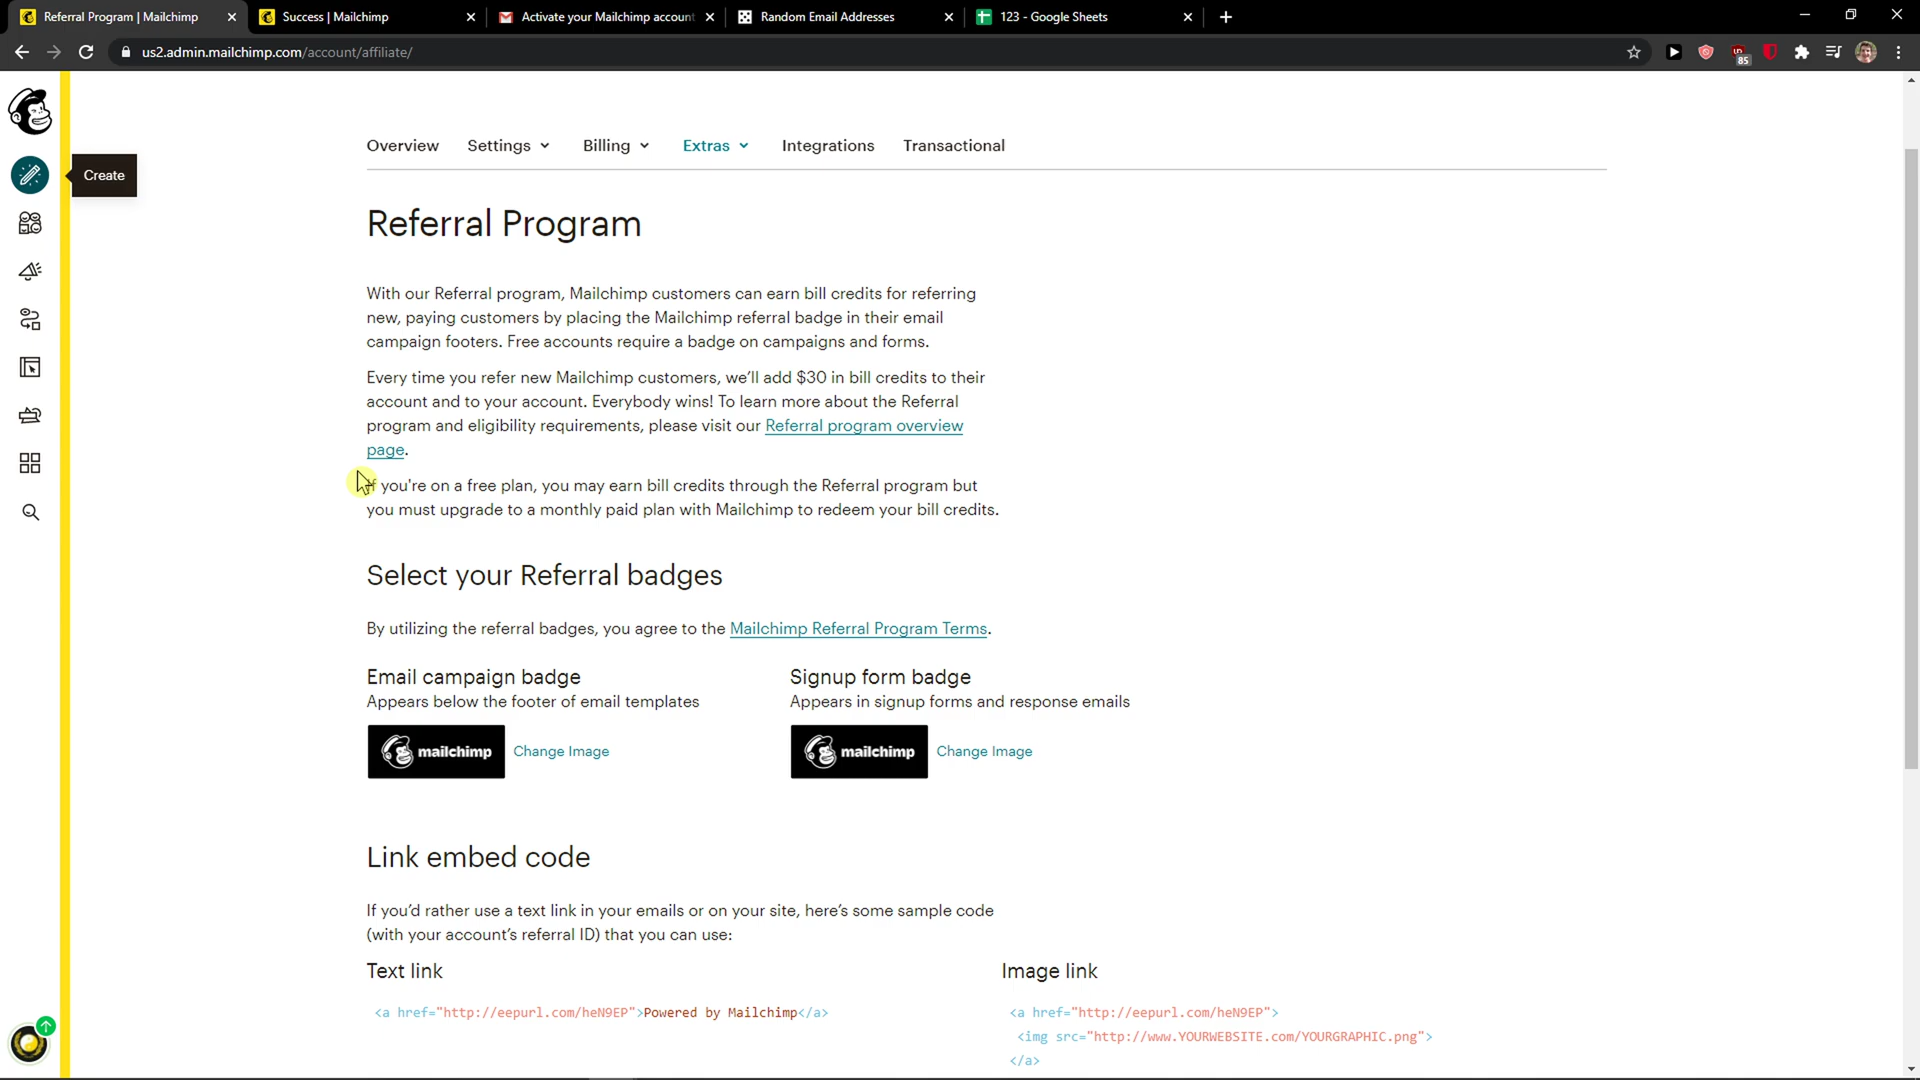 Referral Program | Mailchimp
Success | Mailchimp
Activate your Mailchimp account
Random Email Addresses
123 - Google Sheets
us2.admin.mailchimp.com/account/affiliate/
85
Create
Overview Settings Billing Extras Integrations Transactional
Referral Program
With our Referral program, Mailchimp customers can earn bill credits for referring
new, paying customers by placing the Mailchimp referral badge in their email
campaign footers. Free accounts require a badge on campaigns and forms.
Every time you refer new Mailchimp customers, we'll add $30 in bill credits to their
account and to your account. Everybody wins! To learn more about the Referral
program and eligibility requirements, please visit our Referral program overview
page.
If you're on a free plan, you may earn bill credits through the Referral program but
you must upgrade to a monthly paid plan with Mailchimp to redeem your bill credits.
Select your Referral badges
By utilizing the referral badges, you agree to the Mailchimp Referral Program Terms.
Email campaign badge
Appears below the footer of email templates
mailchimp Change Image
Signup form badge
Appears in signup forms and response emails
mailchimp Change Image
Link embed code
If you'd rather use a text link in your emails or on your site, here's some sample code
(with your account's referral ID) that you can use:
Text link
<a href="http://eepurl.com/heN9EP">Powered by Mailchimp</a>
Image link
<a href="http://eepurl.com/heN9EP">
<img src="http://www.YOURWEBSITE.com/YOURGRAPHIC.png">
</a>